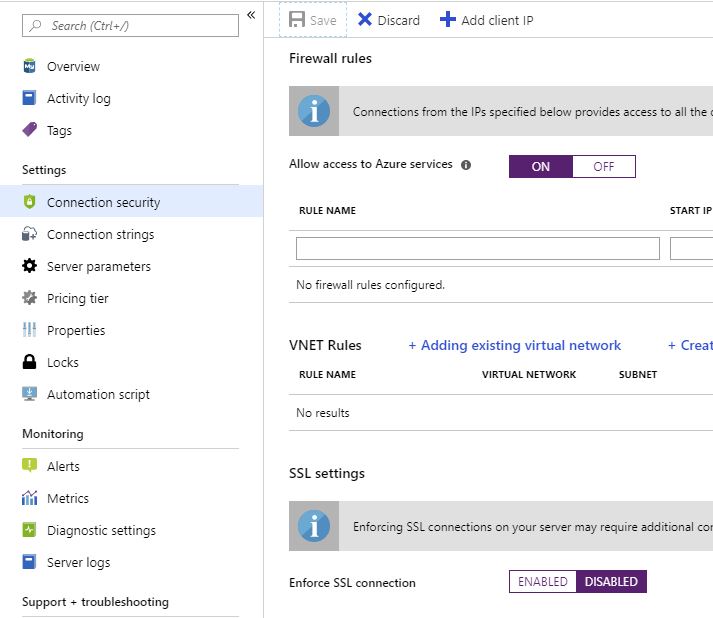 Search (Ctrl+/)
«
Overview
Activity log
Tags
Settings
Connection security
Connection strings
Server parameters
Pricing tier
Properties
Locks
Automation script
Monitoring
Alerts
Metrics
Diagnostic settings
Server logs
Support + troubleshooting
Save Discard Add client IP
Firewall rules
Connections from the IPs specified below provides access to all the
Allow access to Azure services ON OFF
RULE NAME START IP
No firewall rules configured.
VNET Rules + Adding existing virtual network + Creat
RULE NAME VIRTUAL NETWORK SUBNET
No results
SSL settings
Enforcing SSL connections on your server may require additional
Enforce SSL connection ENABLED DISABLED